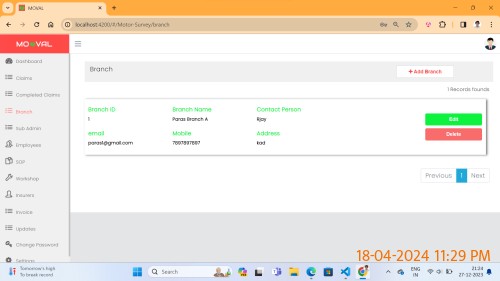 MOVAL
localhost:4200/#/Motor-Survey/branch
MOVAL
Dashboard
Claims
Completed Claims
Branch
Sub Admin
Employees
SOP
Workshop
Insurers
Invoice
Updates
Change Password
Settings
Branch
+ Add Branch
1 Records founds
Branch ID Branch Name Contact Person
1 Paras Branch A Rjay
Edit
email Mobile Address
paras1@gmail.com 7897897897 kad
Delete
Previous 1 Next
18-04-2024 11:29 PM
Tomorrow's high
To break record
Search
ENG
IN
21:24
27-12-2023